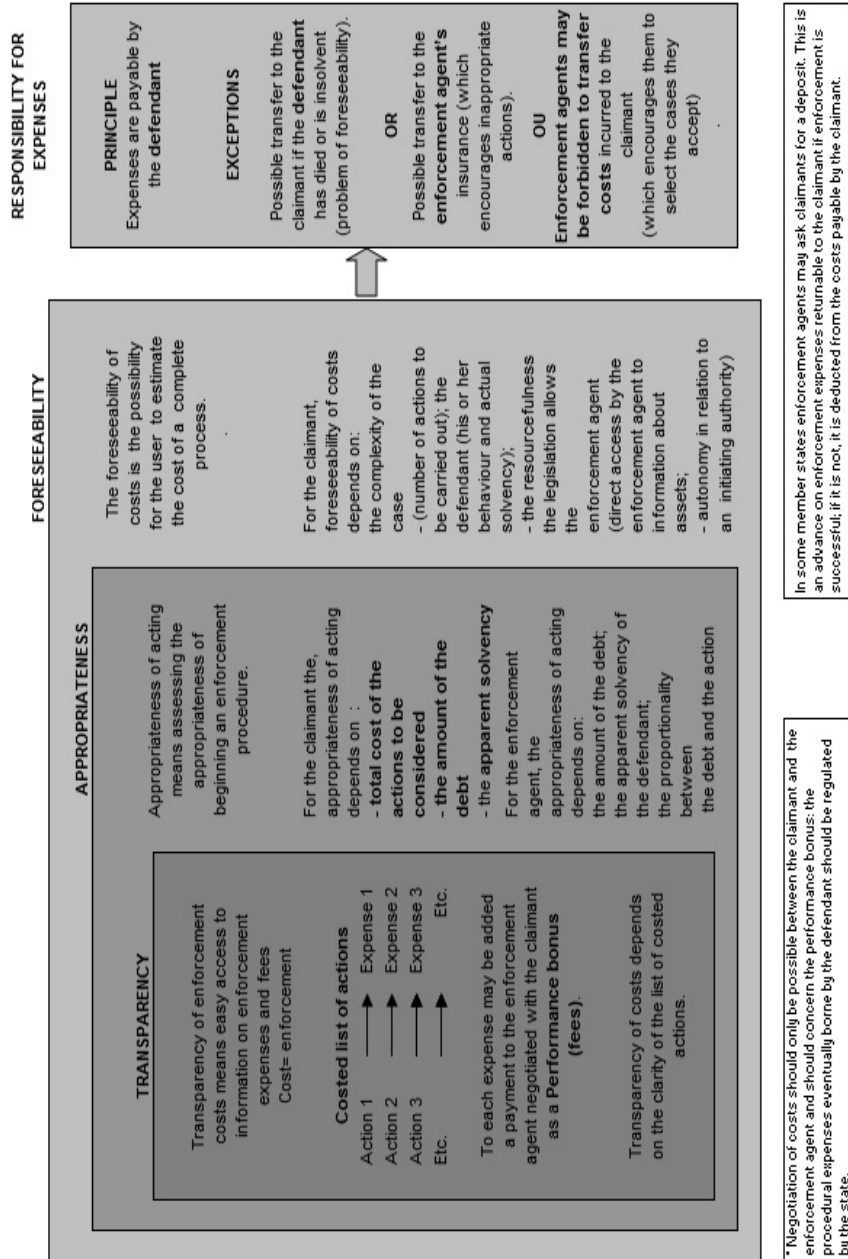 TRANSPARENCY
Transparency of enforcement
costs means easy access to
information on enforcement
expenses and fees
Cost= enforcement
Costed list of actions
Action 1 Expense 1
Action 2 Expense 2
Action 3 Expense 3
Etc. Etc.
To each expense may be added
a payment to the enforcement
agent negotiated with the claimant
as a Performance bonus
(fees).
Transparency of costs depends
on the clarity of the list of costed
actions.
APPROPRIATENESS
Appropriateness of acting
means assessing the
appropriateness of
beginning an enforcement
procedure.
For the claimant the,
appropriateness of acting
depends on :
- total cost of the
actions to be
considered
- the amount of the
debt
- the apparent solvency
For the enforcement
agent, the
appropriateness of acting
depends on:
the amount of the debt;
the apparent solvency of
the defendant;
the proportionality
between
the debt and the action
FORESEEABILITY
The foreseeability of
costs is the possibility
for the user to estimate
the cost of a complete
process.
.
For the claimant,
foreseeability of costs
depends on:
the complexity of the
case
- (number of actions to
be carried out); the
defendant (his or her
behaviour and actual
solvency);
- the resourcefulness
the legislation allows
the
enforcement agent
(direct access by the
enforcement agent to
information about
assets;
- autonomy in relation to
an initiating authority)
RESPONSIBILITY FOR
EXPENSES
PRINCIPLE
Expenses are payable by
the defendant
EXCEPTIONS
Possible transfer to the
claimant if the defendant
has died or is insolvent
(problem of foreseeability).
OR
Possible transfer to the
enforcement agent's
insurance (which
encourages inappropriate
actions).
OU
Enforcement agents may
be forbidden to transfer
costs incurred to the
claimant
(which encourages them to
select the cases they
accept)
.
* Negotiation of costs should only be possible between the claimant and the
enforcement agent and should concern the performance bonus: the
procedural expenses eventually borne by the defendant should be regulated
by the state.
In some member states enforcement agents may ask claimants for a deposit. This is
an advance on enforcement expenses returnable to the claimant if enforcement is
successful; if it is not, it is deducted from the costs payable by the claimant.